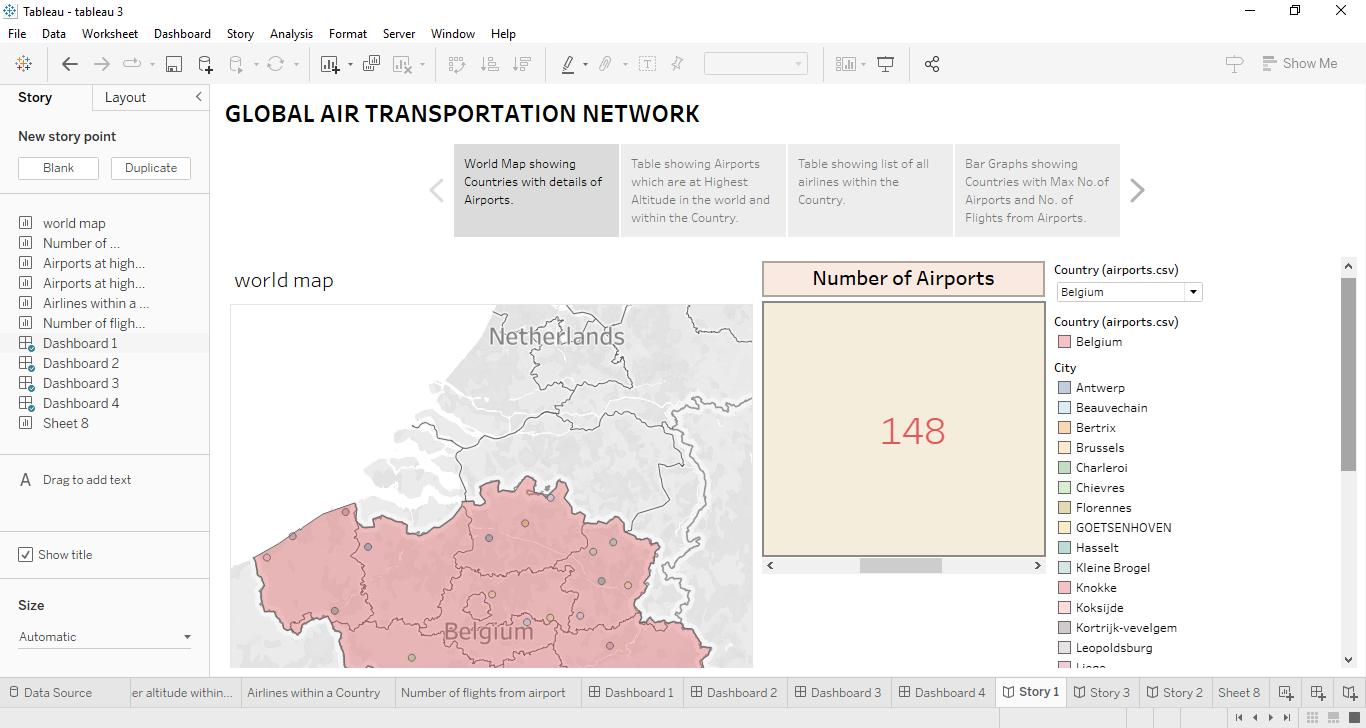 Tableau - tableau 3
File Data Worksheet Dashboard Story Analysis Format Server Window Help
Show Me
Story Layout
New story point
Blank Duplicate
world map
Number of ...
Airports at high...
Airports at high...
Airlines within a ...
Number of fligh...
Dashboard 1
Dashboard 2
Dashboard 3
Dashboard 4
Sheet 8
A Drag to add text
Show title
Size
Automatic
GLOBAL AIR TRANSPORTATION NETWORK
World Map showing
Countries with details of
Airports.
Table showing Airports
which are at Highest
Altitude in the world and
within the Country.
Table showing list of all
airlines within the
Country.
Bar Graphs showing
Countries with Max No.of
Airports and No. of
Flights from Airports.
world map
Netherlands
Belgium
Number of Airports
148
Country (airports.csv)
Belgium
Country (airports.csv)
Belgium
City
Antwerp
Beauvechain
Bertrix
Brussels
Charleroi
Chievres
Florennes
GOETSENHOVEN
Hasselt
Kleine Brogel
Knokke
Koksijde
Kortrijk-vevelgem
Leopoldsburg
Data Source er altitude within... Airlines within a Country Number of flights from airport Dashboard 1 Dashboard 2 Dashboard 3 Dashboard 4 Story 1 Story 3 Story 2 Sheet 8